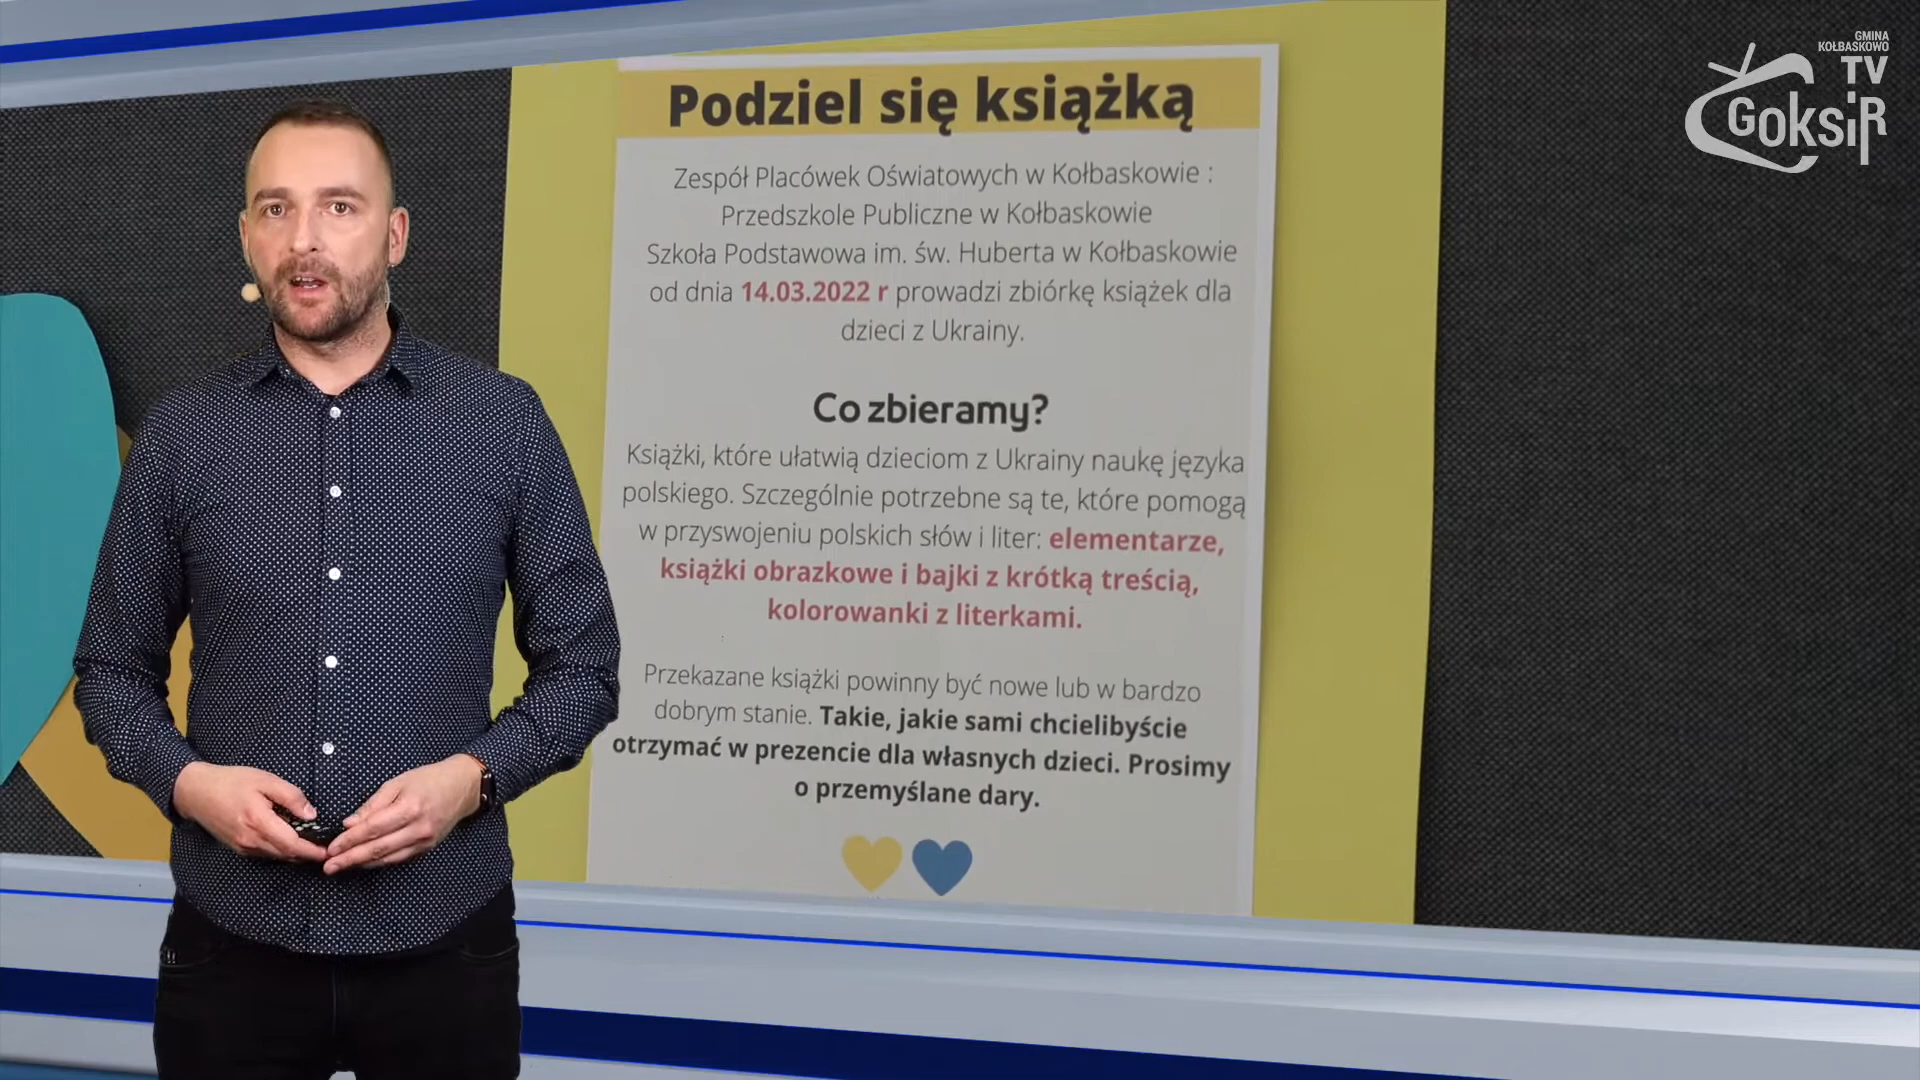 Podziel się książką
Zespół Placówek Oświatowych w Kołbaskowie :
Przedszkole Publiczne w Kołbaskowie
Szkoła Podstawowa im. św. Huberta w Kołbaskowie
od dnia 14.03.2022 r prowadzi zbiórkę książek dla
dzieci z Ukrainy.
Co zbieramy?
Książki, które ułatwią dzieciom z Ukrainy naukę języka
polskiego. Szczególnie potrzebne są te, które pomogą
w przyswojeniu polskich słów i liter: elementarze,
książki obrazkowe i bajki z krótką treścią,
kolorowanki z literkami.
Przekazane książki powinny być nowe lub w bardzo
dobrym stanie. Takie, jakie sami chcielibyście
otrzymać w prezencie dla własnych dzieci. Prosimy
o przemyślane dary.
GMINA
KOŁBASKOWO
TV
GOKSiR